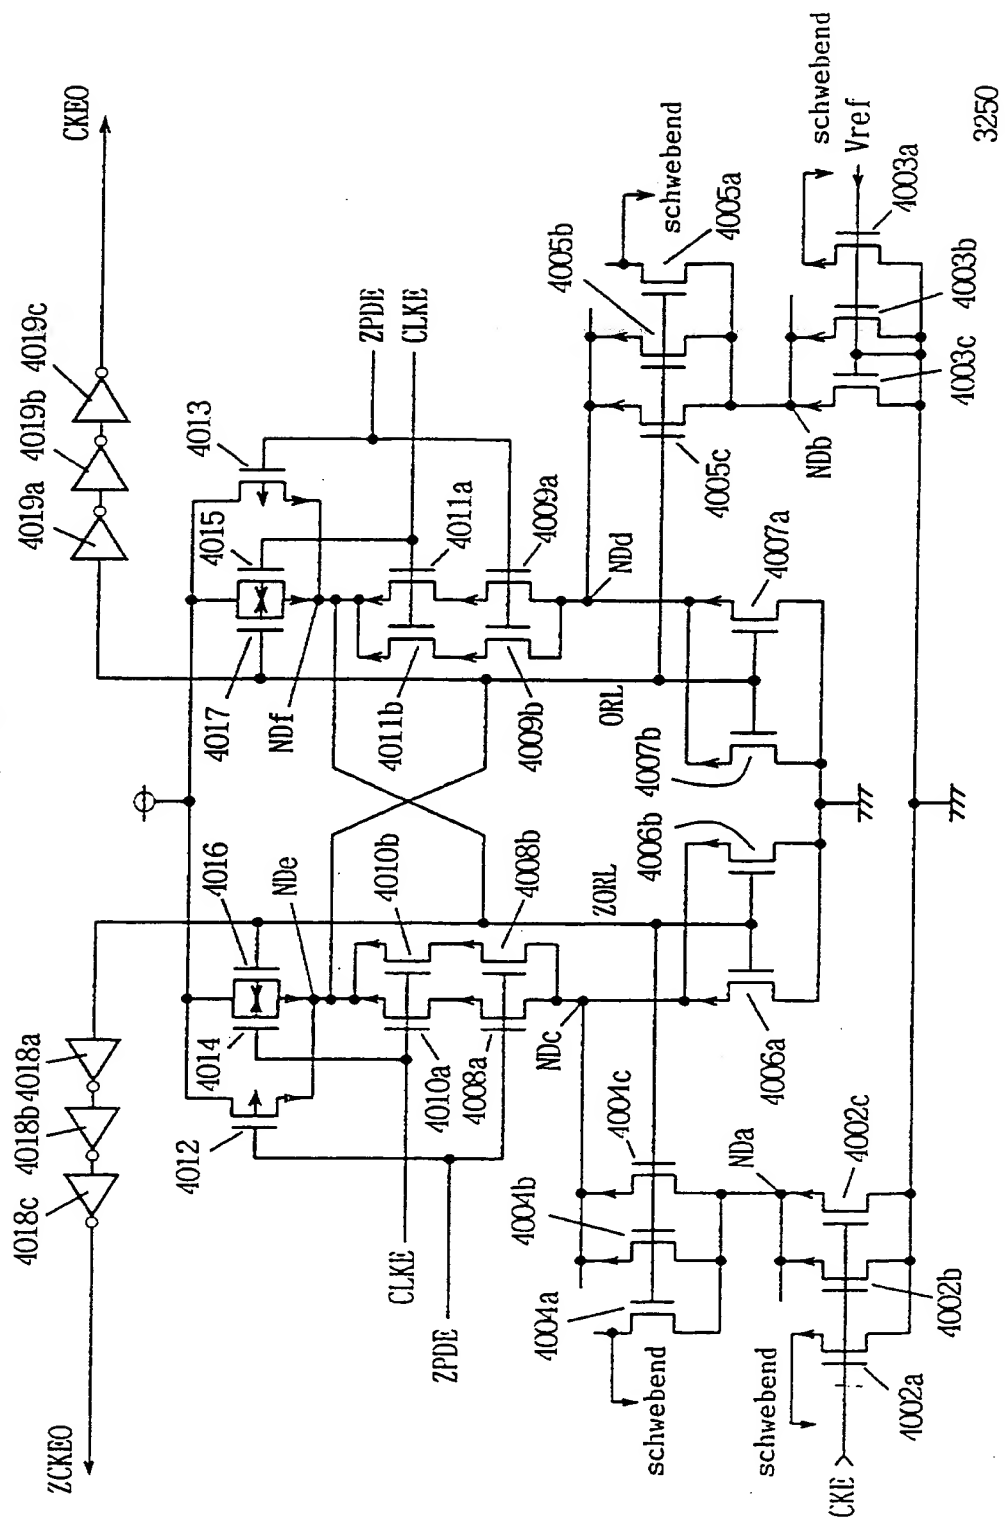 ZCKEO
CKEO
4018c
4018b
4018a
4019a
4019b
4019c
4012
4014
4016
NDe
4017
NDf
4015
4013
CLKE
ZPDE
4010a
4008a
4010b
4008b
4011b
4009b
4011a
4009a
ZPDE
CLKE
NDc
ZORL
ORL
NDd
schwebend
4004a
4004b
4004c
4006a
4006b
4007b
4007a
4005c
4005b
4005a
schwebend
schwebend
NDa
NDb
schwebend
CKE
4002a
4002b
4002c
4003c
4003b
4003a
Vref
3250